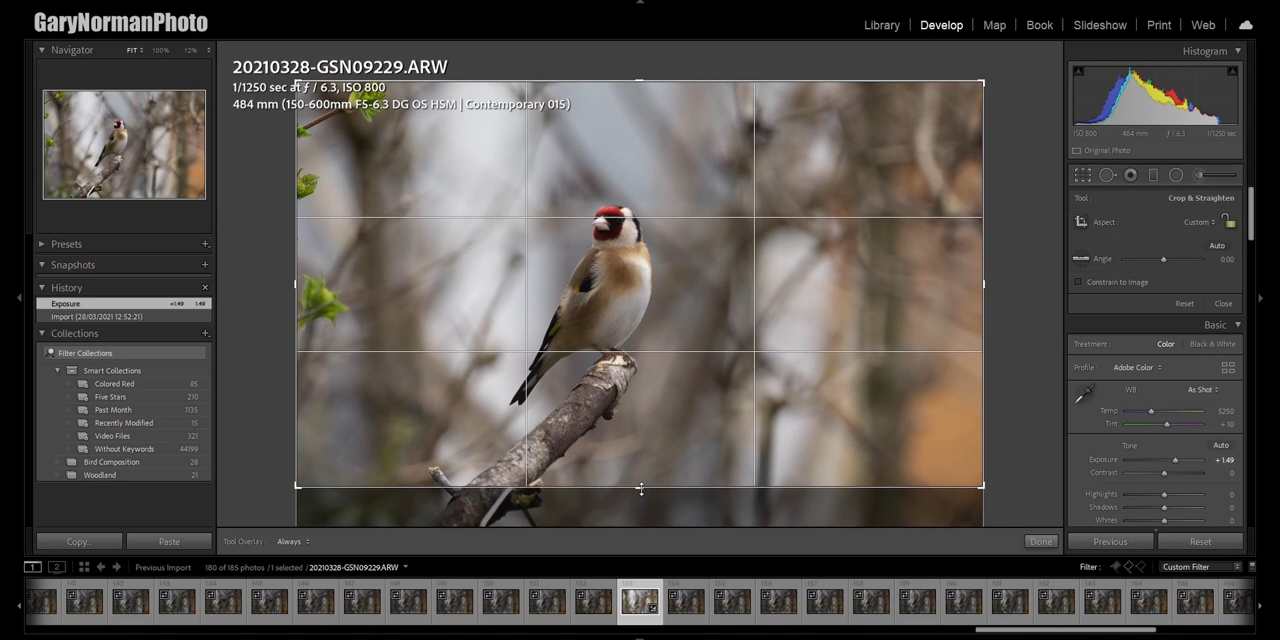 GaryNormanPhoto
Library | Develop | Map | Book | Slideshow | Print | Web
Navigator FIT 100% 12%
Histogram
20210328-GSN09229.ARW
1/1250 sec at ƒ / 6.3, ISO 800
484 mm (150-600mm F5-6.3 DG OS HSM | Contemporary 015)
ISO 800 484 mm ƒ / 6.3 1/1250 sec
Original Photo
Tool : Crop & Straighten
Aspect : Custom
Auto
Angle 0.00
Constrain to Image
Reset Close
Presets
Snapshots
History
Exposure +1.49 1.49
Import (28/03/2021 12:52:21)
Collections
Filter Collections
Smart Collections
Colored Red 85
Five Stars 210
Past Month 1135
Recently Modified 15
Video Files 321
Without Keywords 44199
Bird Composition 28
Woodland 21
Basic
Treatment : Color Black & White
Profile : Adobe Color
WB : As Shot
Temp 5250
Tint + 10
Tone Auto
Exposure + 1.49
Contrast 0
Highlights 0
Shadows 0
Whites 0
Copy... Paste
Tool Overlay : Always
Done
Previous Reset
1 2 Previous Import 180 of 185 photos / 1 selected / 20210328-GSN09229.ARW
Filter : Custom Filter